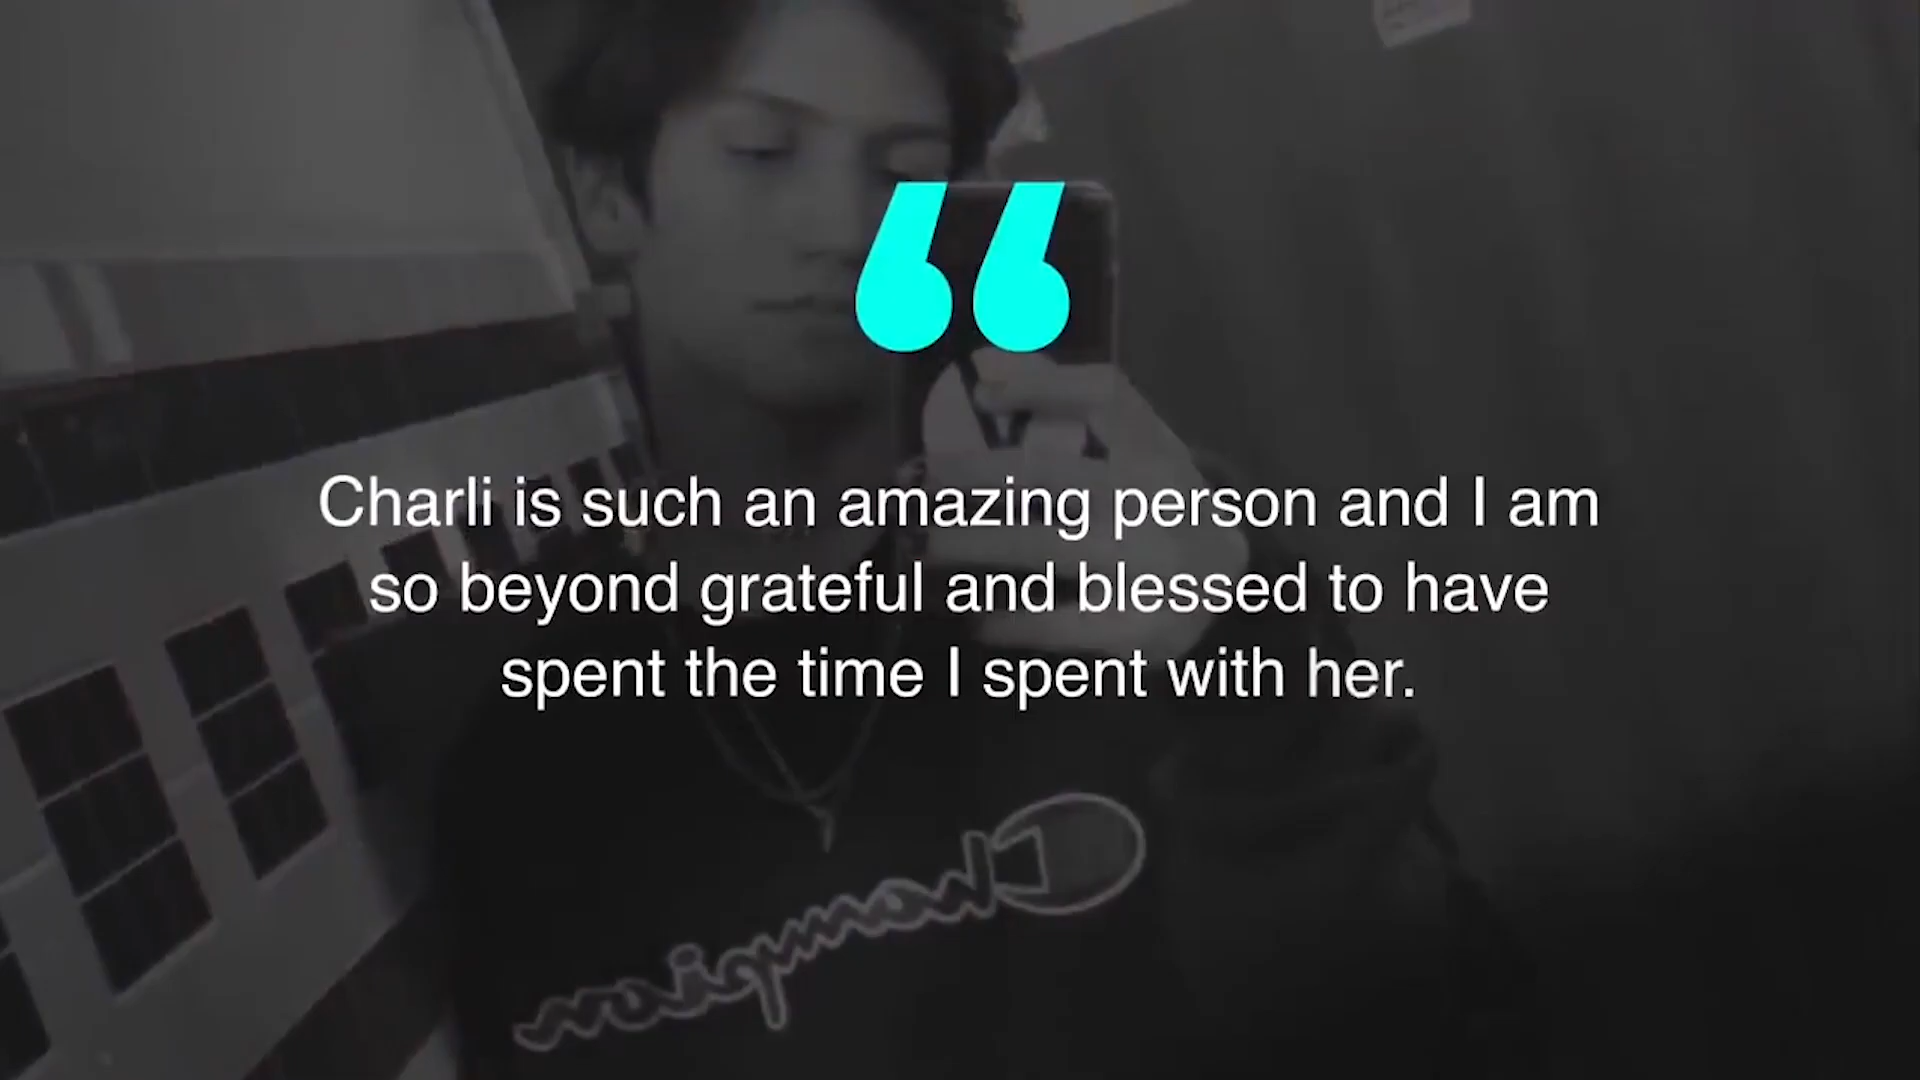 “
Charli is such an amazing person and I am
so beyond grateful and blessed to have
spent the time I spent with her.
Champion